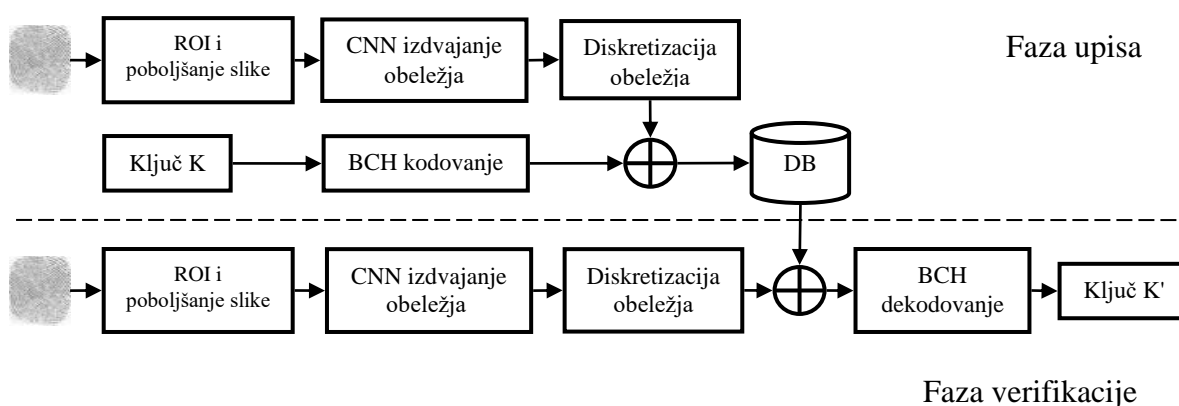 ROI i
poboljšanje slike
CNN izdvajanje
obeležja
Diskretizacija
obeležja
Faza upisa
Ključ K
BCH kodovanje
DB
ROI i
poboljšanje slike
CNN izdvajanje
obeležja
Diskretizacija
obeležja
BCH
dekodovanje
Ključ K'
Faza verifikacije